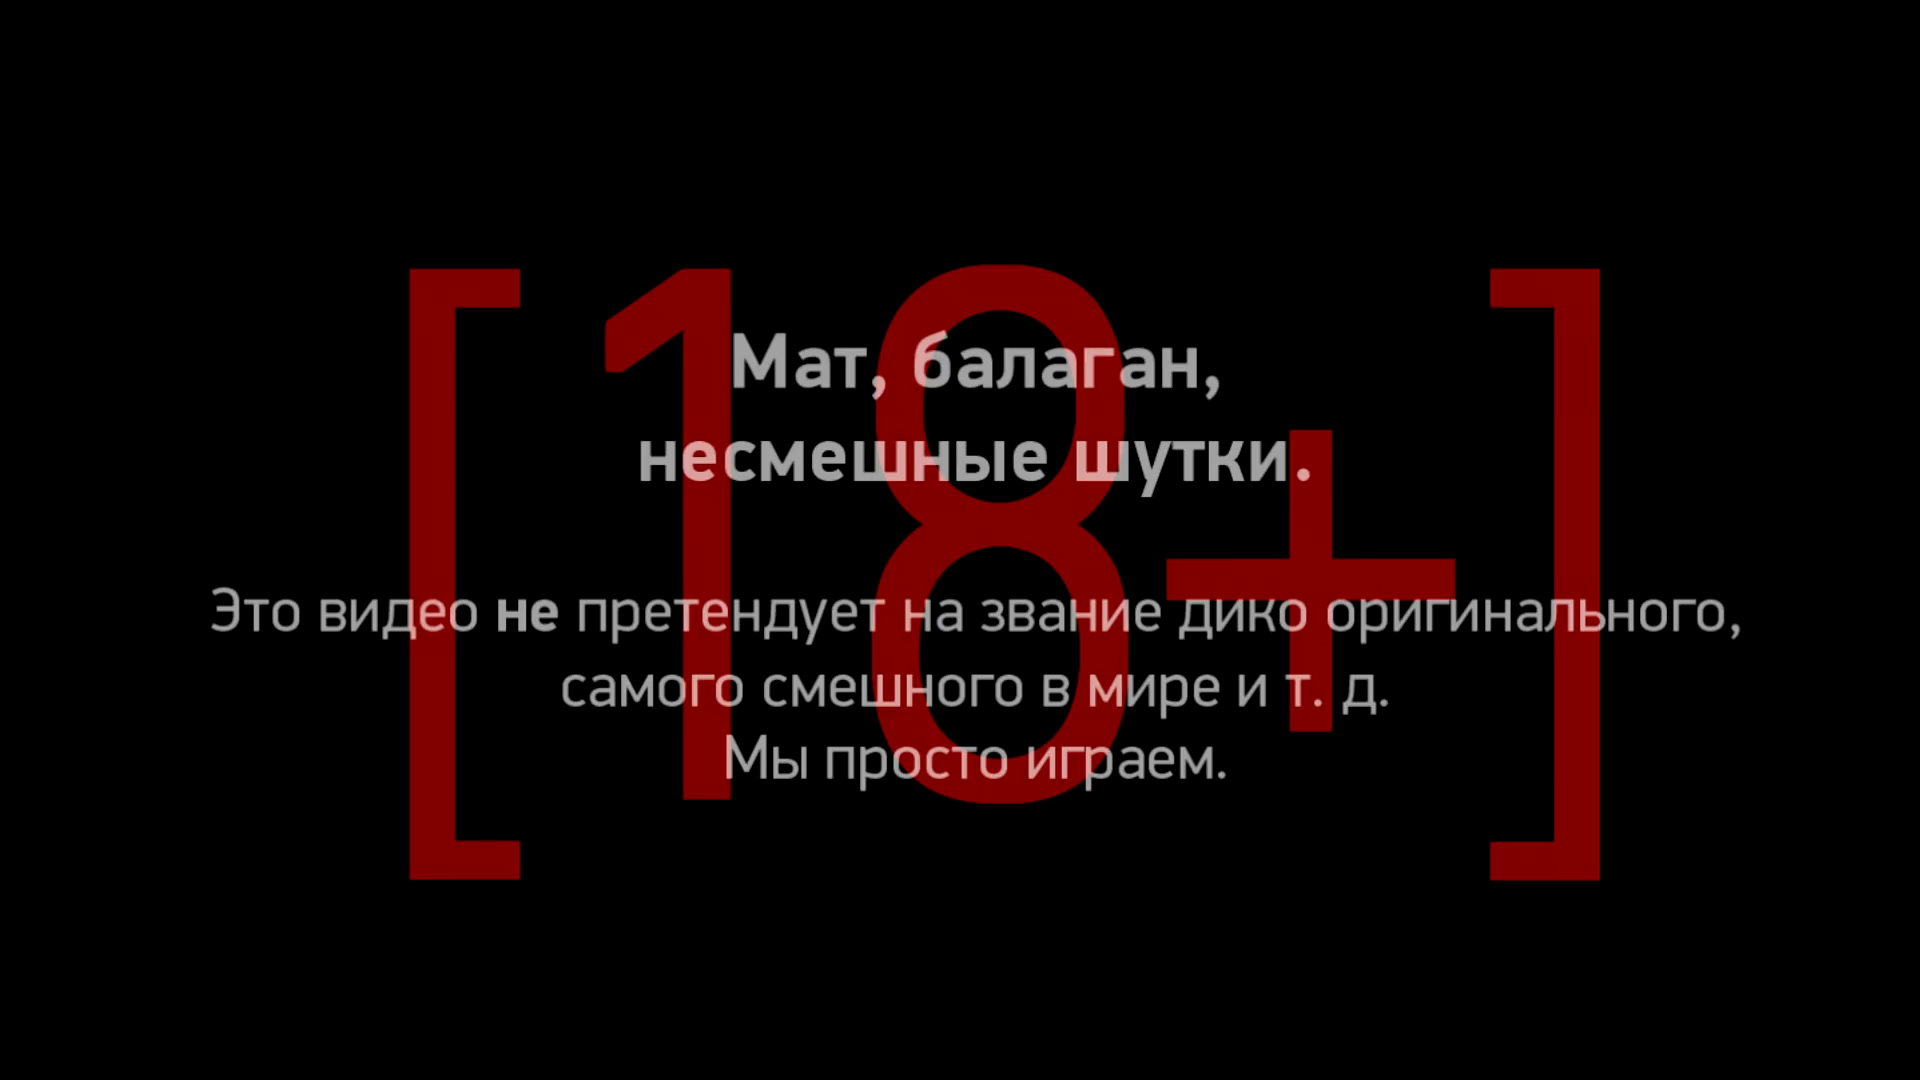 [18+]
Мат, балаган,
несмешные шутки.
Это видео не претендует на звание дико оригинального,
самого смешного в мире и т. д.
Мы просто играем.